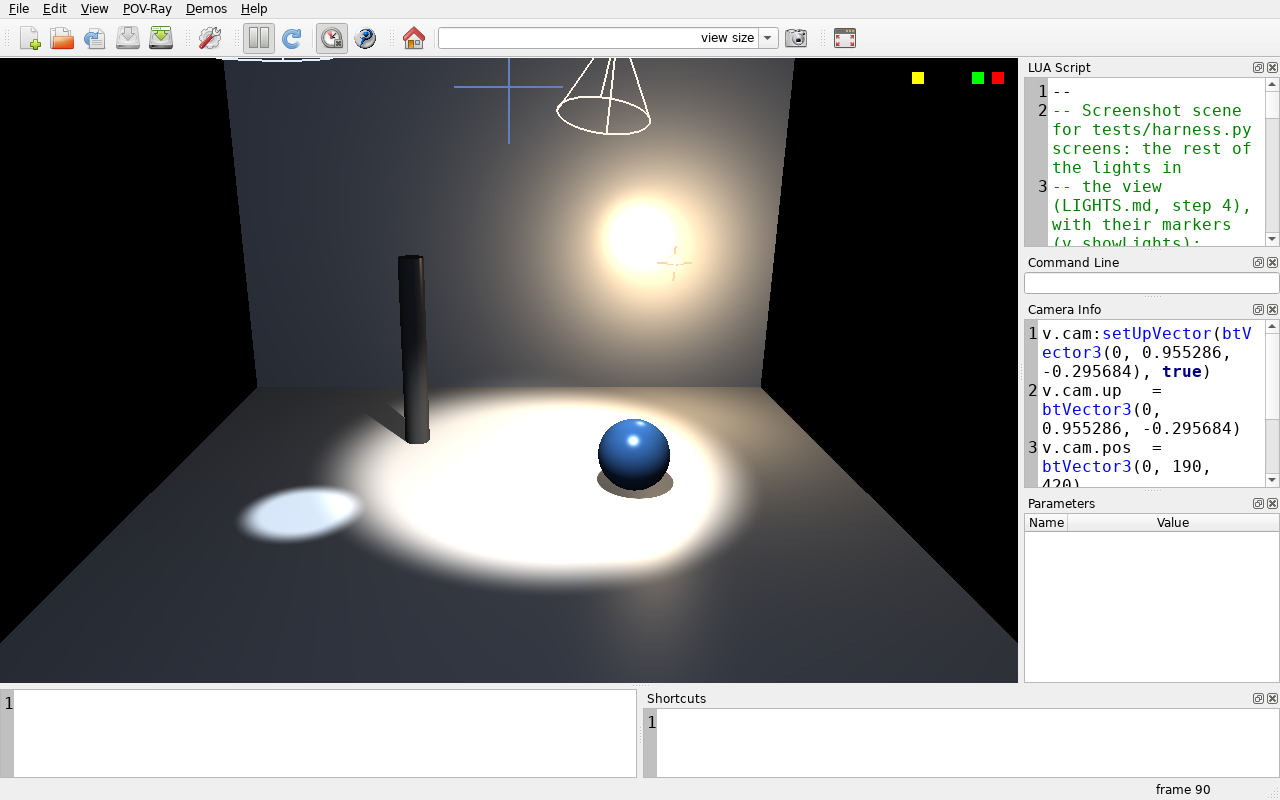 File Edit View POV-Ray Demos Help
view size
LUA Script
1 --
2 -- Screenshot scene
for tests/harness.py
screens: the rest of
the lights in
3 -- the view
(LIGHTS.md, step 4),
with their markers
(v.showLights):
Command Line
Camera Info
1 v.cam:setUpVector(btV
ector3(0, 0.955286,
-0.295684), true)
2 v.cam.up   =
btVector3(0,
0.955286, -0.295684)
3 v.cam.pos  =
btVector3(0, 190,
420)
Parameters
Name Value
1
Shortcuts
1
frame 90